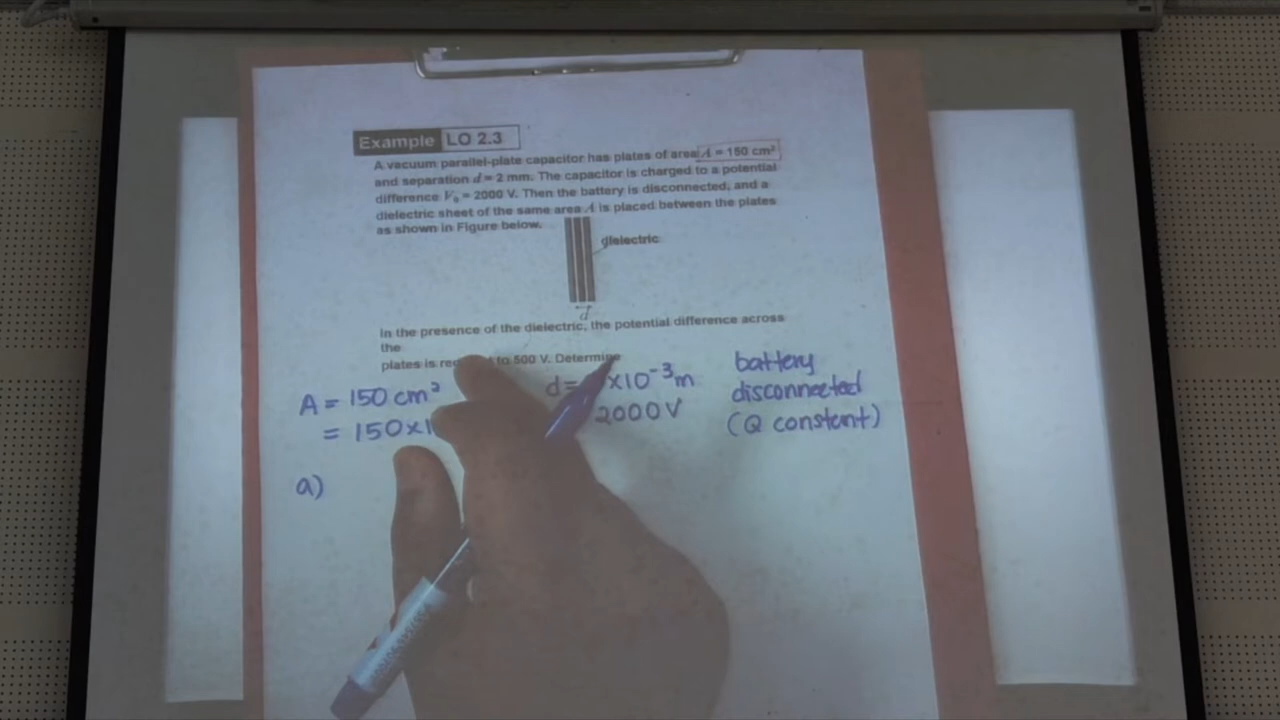 Example LO 2.3
A vacuum parallel-plate capacitor has plates of area A = 150 cm²
and separation d = 2 mm. The capacitor is charged to a potential
difference V₀ = 2000 V. Then the battery is disconnected, and a
dielectric sheet of the same area A is placed between the plates
as shown in Figure below.
dielectric
d
In the presence of the dielectric, the potential difference across
the
plates is to 500 V. Determine
A = 150 cm²
= 150×1
d= ×10⁻³m
2000V
battery
disconnected
(Q constant)
a)